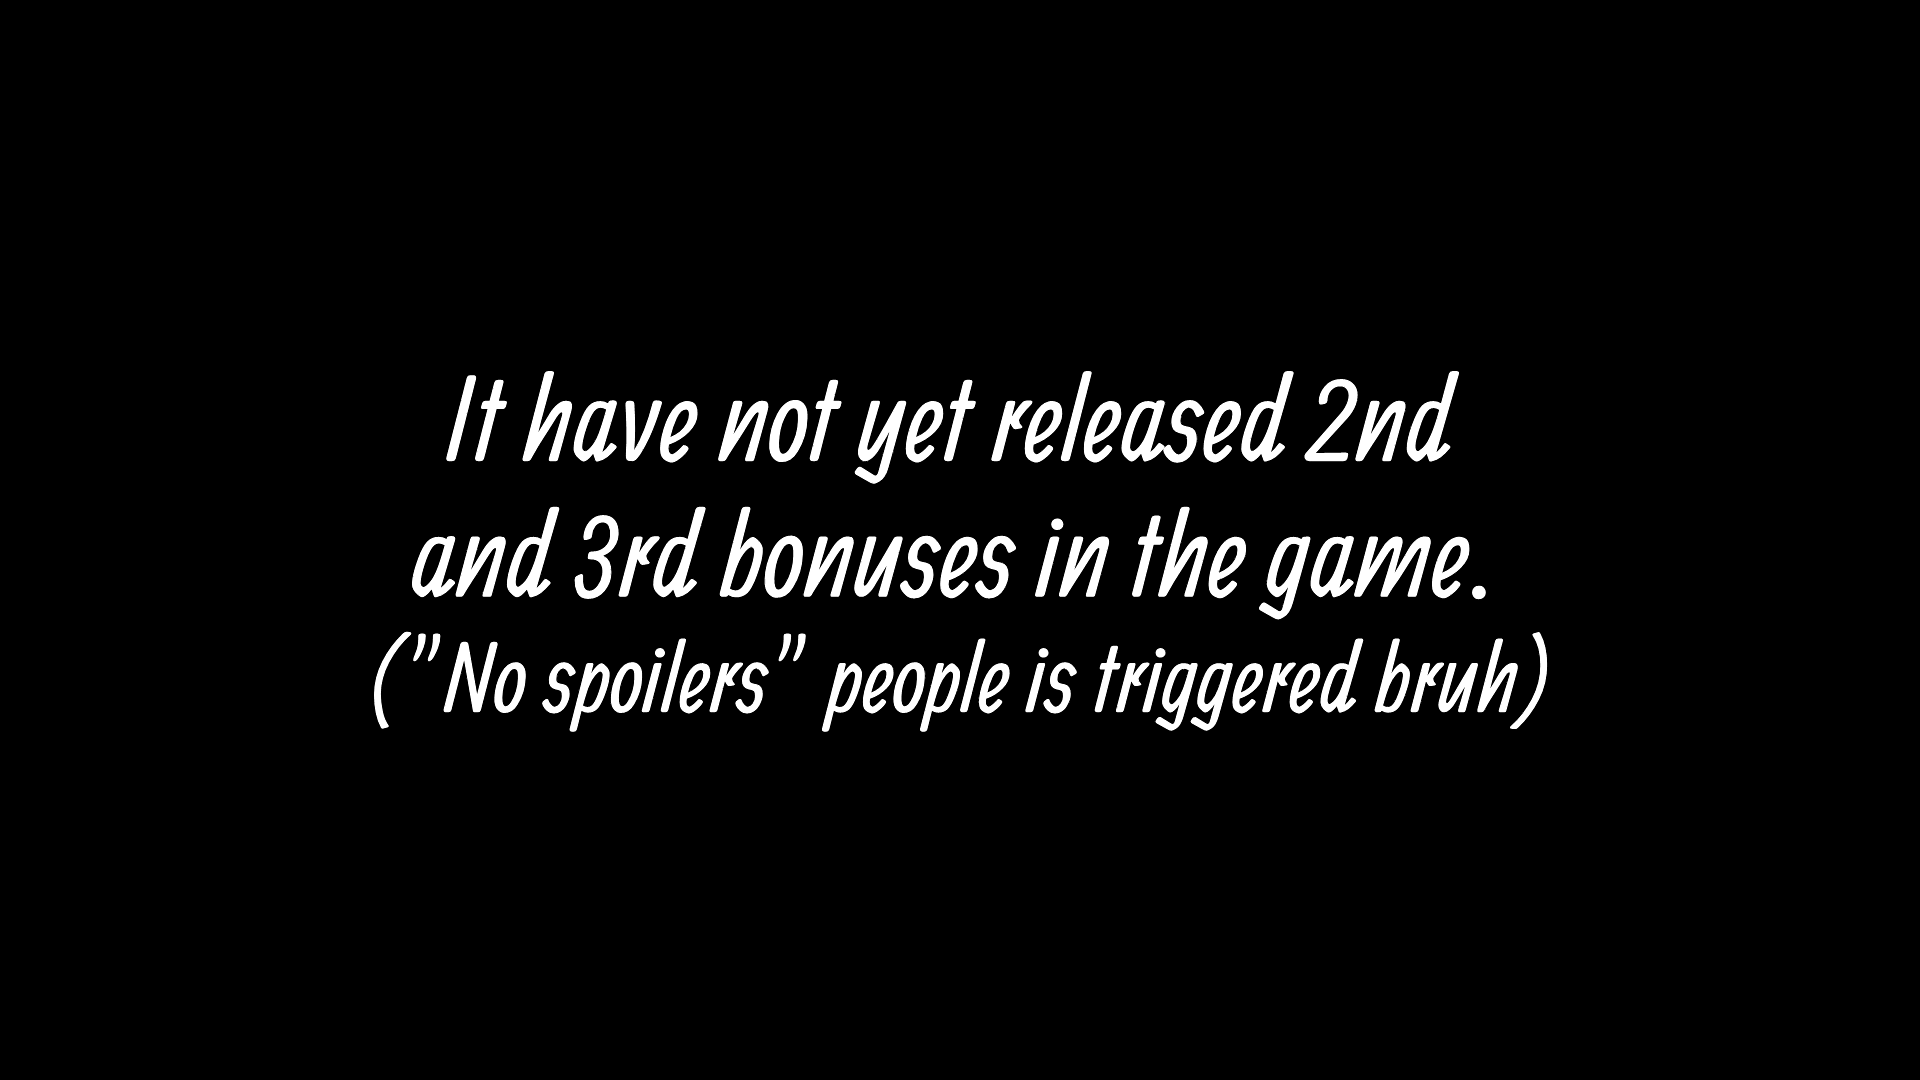 It have not yet released 2nd
and 3rd bonuses in the game.
("No spoilers" people is triggered bruh)